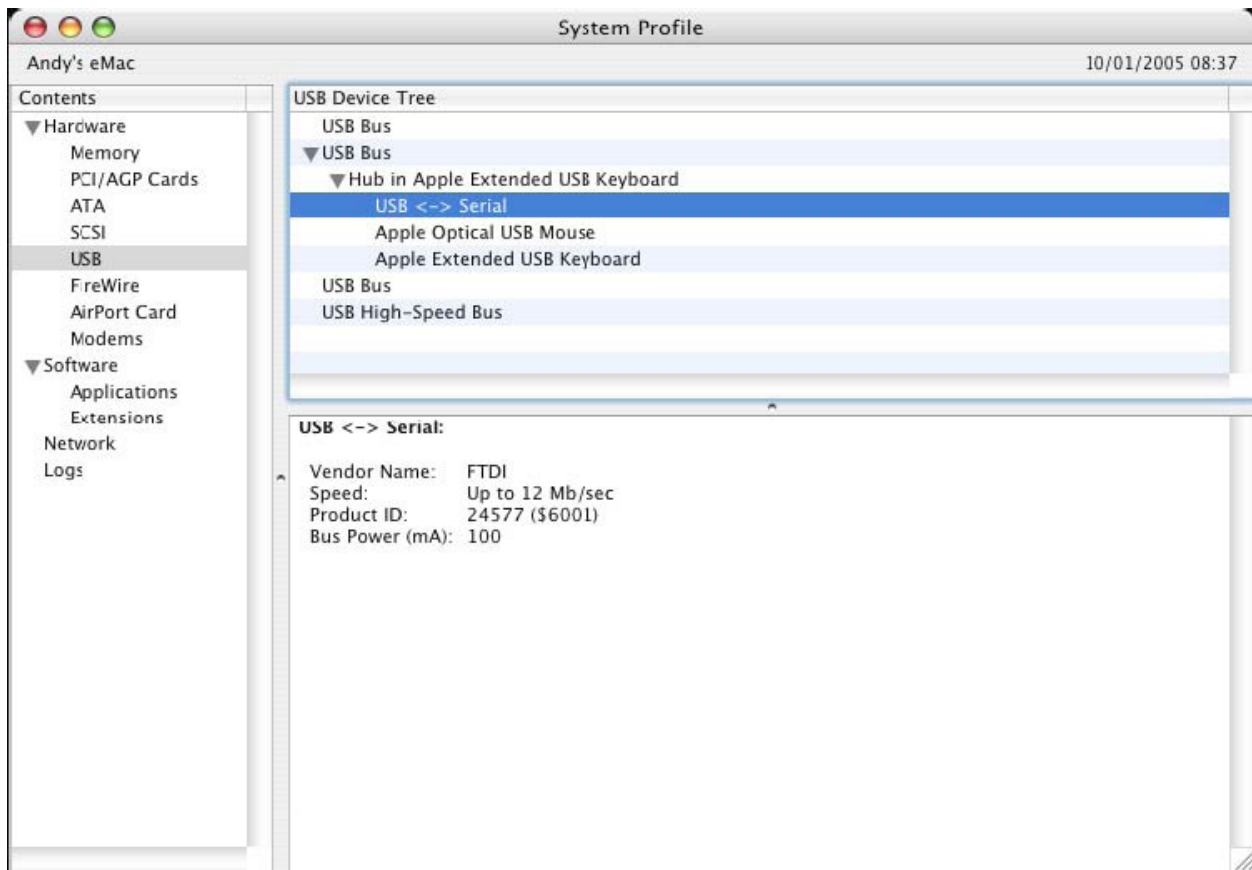 System Profile
Andy's eMac
10/01/2005 08:37
Contents
Hardware
Memory
PCI/AGP Cards
ATA
SCSI
USB
FireWire
AirPort Card
Modems
Software
Applications
Extensions
Network
Logs
USB Device Tree
USB Bus
USB Bus
Hub in Apple Extended USB Keyboard
USB <-> Serial
Apple Optical USB Mouse
Apple Extended USB Keyboard
USB Bus
USB High-Speed Bus
USB <-> Serial:
Vendor Name: FTDI
Speed: Up to 12 Mb/sec
Product ID: 24577 ($6001)
Bus Power (mA): 100